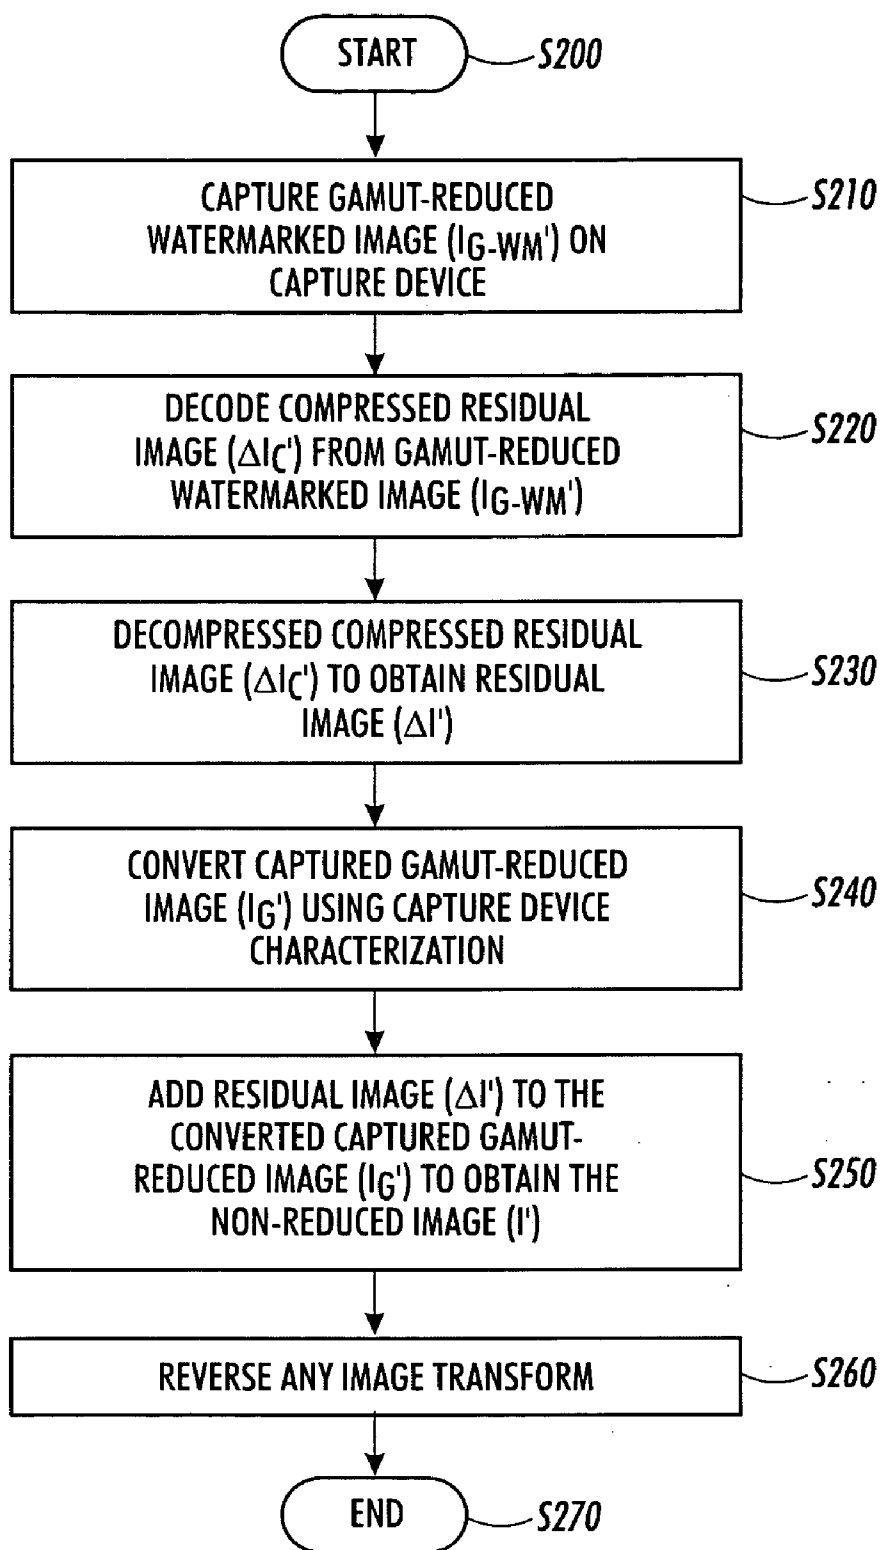 START
S200
CAPTURE GAMUT-REDUCED
WATERMARKED IMAGE (IG-WM') ON
CAPTURE DEVICE
S210
DECODE COMPRESSED RESIDUAL
IMAGE (ΔIC') FROM GAMUT-REDUCED
WATERMARKED IMAGE (IG-WM')
S220
DECOMPRESSED COMPRESSED RESIDUAL
IMAGE (ΔIC') TO OBTAIN RESIDUAL
IMAGE (ΔI')
S230
CONVERT CAPTURED GAMUT-REDUCED
IMAGE (IG') USING CAPTURE DEVICE
CHARACTERIZATION
S240
ADD RESIDUAL IMAGE (ΔI') TO THE
CONVERTED CAPTURED GAMUT-
REDUCED IMAGE (IG') TO OBTAIN THE
NON-REDUCED IMAGE (I')
S250
REVERSE ANY IMAGE TRANSFORM
S260
END
S270